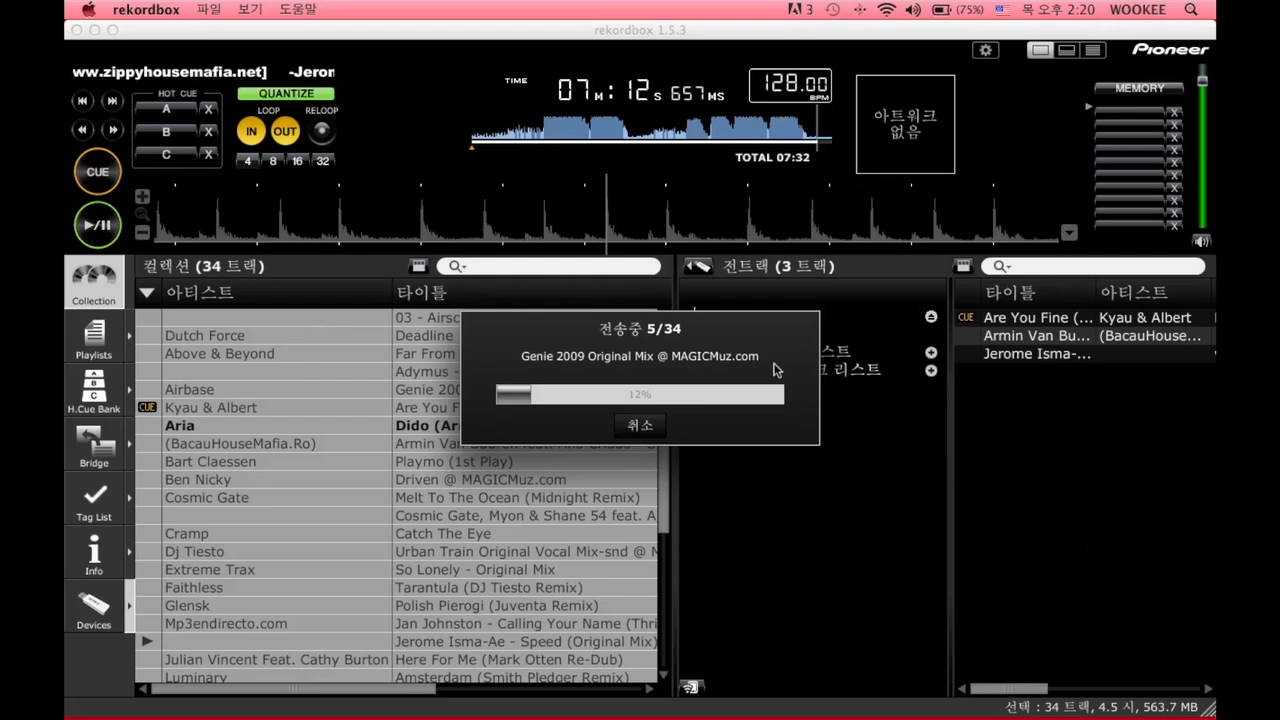 rekordbox 파일 보기 도움말 3 (75%) 목 오후 2:20 WOOKEE
rekordbox 1.5.3
Pioneer
ww.zippyhousemafia.net] -Jeron
HOT CUE
A X
B X
C X
QUANTIZE
LOOP RELOOP
IN OUT
4 8 16 32
CUE
TIME 07M:12S 657MS
128.00
BPM
TOTAL 07:32
아트워크
없음
MEMORY
X
X
X
X
X
X
X
X
X
X
Collection
Playlists
H.Cue Bank
Bridge
Tag List
Info
Devices
컬렉션 (34 트랙)
아티스트 타이틀
03 - Airsc
Dutch Force Deadline
Above & Beyond Far From
Adymus -
Airbase Genie 200
CUE Kyau & Albert Are You F
Aria Dido (Ar
(BacauHouseMafia.Ro) Armin Van
Bart Claessen Playmo (1st Play)
Ben Nicky Driven @ MAGICMuz.com
Cosmic Gate Melt To The Ocean (Midnight Remix)
Cosmic Gate, Myon & Shane 54 feat. A
Cramp Catch The Eye
Dj Tiesto Urban Train Original Vocal Mix-snd @ M
Extreme Trax So Lonely - Original Mix
Faithless Tarantula (DJ Tiesto Remix)
Glensk Polish Pierogi (Juventa Remix)
Mp3endirecto.com Jan Johnston - Calling Your Name (Thri
Jerome Isma-Ae - Speed (Original Mix)
Julian Vincent Feat. Cathy Burton Here For Me (Mark Otten Re-Dub)
Luminary Amsterdam (Smith Pledger Remix)
전송중 5/34
Genie 2009 Original Mix @ MAGICMuz.com
12%
취소
전트랙 (3 트랙)
스트
크 리스트
타이틀 아티스트
CUE Are You Fine (... Kyau & Albert
Armin Van Bu... (BacauHouse...
Jerome Isma-...
선택 : 34 트랙, 4.5 시, 563.7 MB